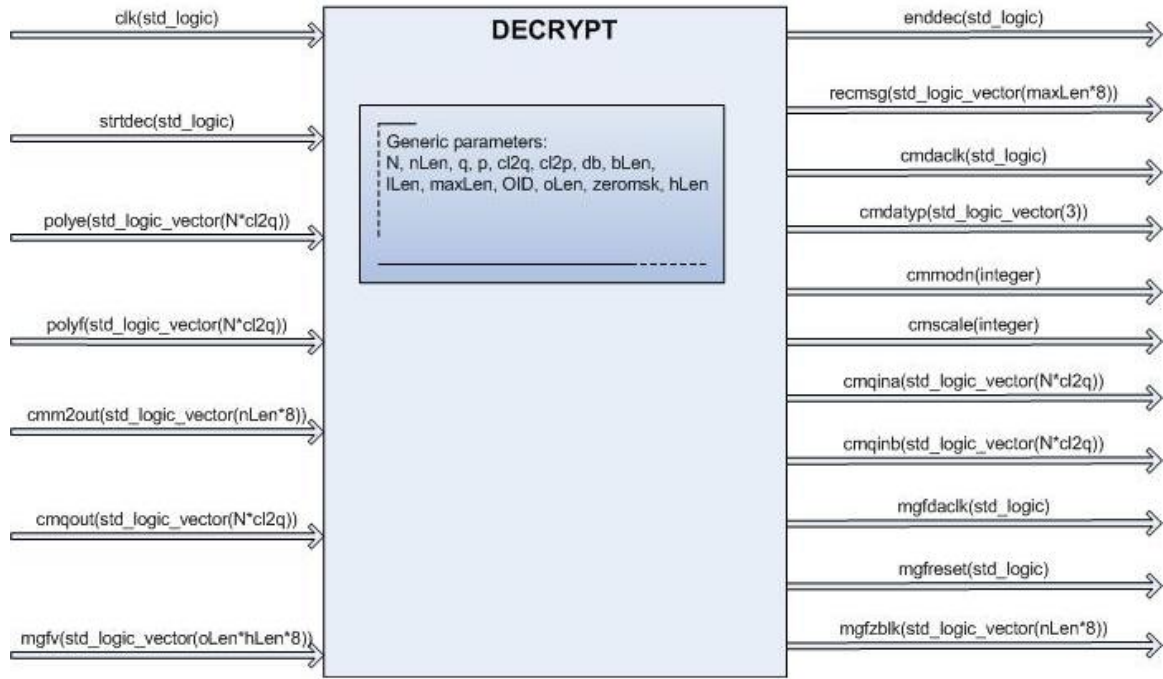 clk(std_logic)
strtdec(std_logic)
polye(std_logic_vector(N*cl2q))
polyf(std_logic_vector(N*cl2q))
cmm2out(std_logic_vector(nLen*8))
cmqout(std_logic_vector(N*cl2q))
mgfv(std_logic_vector(oLen*hLen*8))
DECRYPT
Generic parameters:
N, nLen, q, p, cl2q, cl2p, db, bLen,
lLen, maxLen, OID, oLen, zeromsk, hLen
enddec(std_logic)
recmsg(std_logic_vector(maxLen*8))
cmdaclk(std_logic)
cmdatyp(std_logic_vector(3))
cmmodn(integer)
cmscale(integer)
cmqina(std_logic_vector(N*cl2q))
cmqinb(std_logic_vector(N*cl2q))
mgfdaclk(std_logic)
mgfreset(std_logic)
mgfzblk(std_logic_vector(nLen*8))